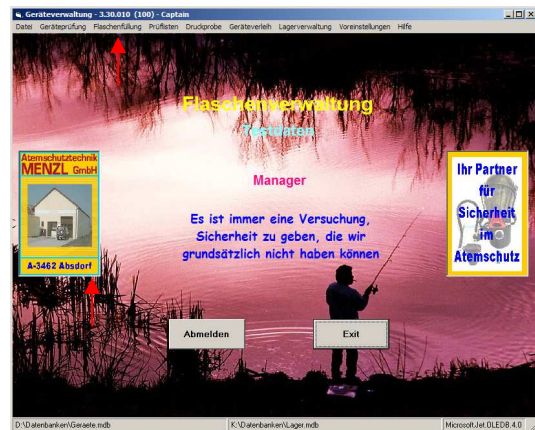 Geräteverwaltung - 3.30.010 (100) - Captain
Datei Geräteprüfung Flaschenfüllung Prüflisten Druckprobe Geräteverleih Lagerverwaltung Voreinstellungen Hilfe
Flaschenverwaltung
Testdaten
Atemschutztechnik
MENZL GmbH
A-3462 Absdorf
Manager
Es ist immer eine Versuchung,
Sicherheit zu geben, die wir
grundsätzlich nicht haben können
Ihr Partner
für
Sicherheit
im
Atemschutz
Abmelden Exit
D:\Datenbanken\Geraete.mdb K:\Datenbanken\Lager.mdb Microsoft.Jet.OLEDB.4.0